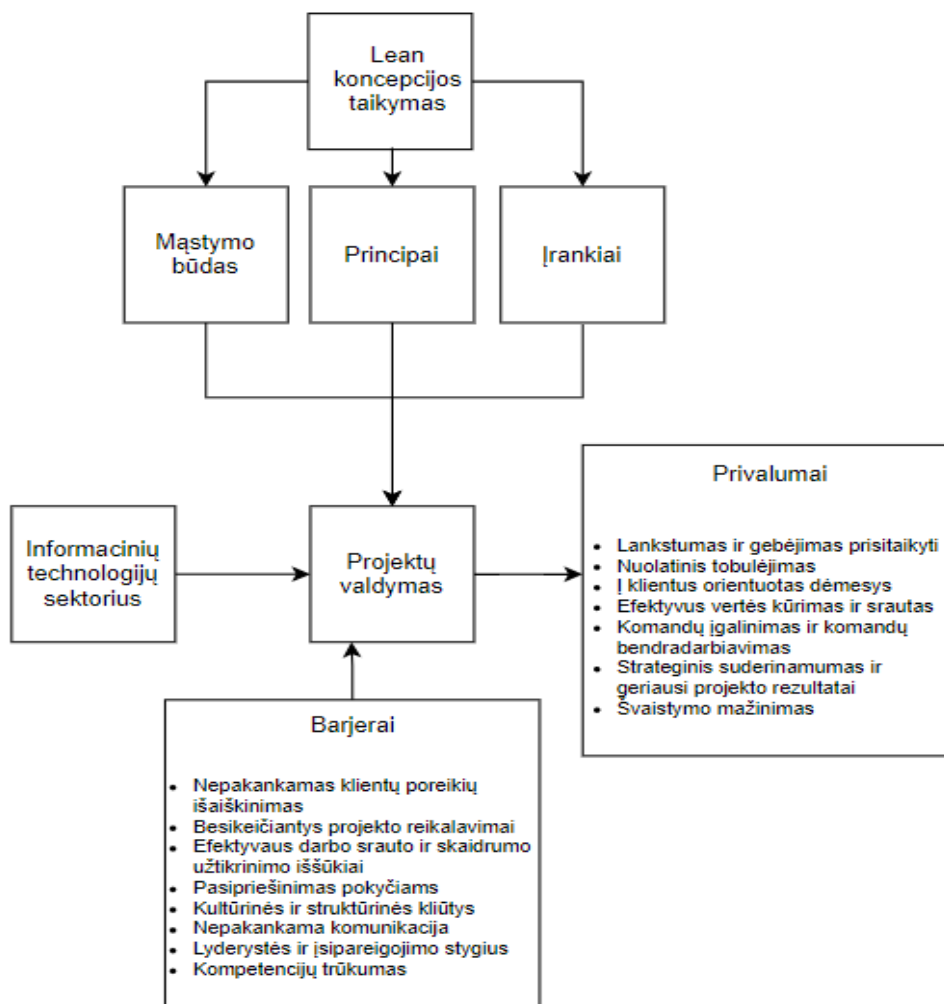 Lean
koncepcijos
taikymas
Mąstymo
būdas
Principai
Įrankiai
Informacinių
technologijų
sektorius
Projektų
valdymas
Privalumai
• Lankstumas ir gebėjimas prisitaikyti
• Nuolatinis tobulėjimas
• Į klientus orientuotas dėmesys
• Efektyvus vertės kūrimas ir srautas
• Komandų įgalinimas ir komandų
bendradarbiavimas
• Strateginis suderinamumas ir
geriausi projekto rezultatai
• Švaistymo mažinimas
Barjerai
• Nepakankamas klientų poreikių
išaiškinimas
• Besikeičiantys projekto reikalavimai
• Efektyvaus darbo srauto ir skaidrumo
užtikrinimo iššūkiai
• Pasipriešinimas pokyčiams
• Kultūrinės ir struktūrinės kliūtys
• Nepakankama komunikacija
• Lyderystės ir įsipareigojimo stygius
• Kompetencijų trūkumas